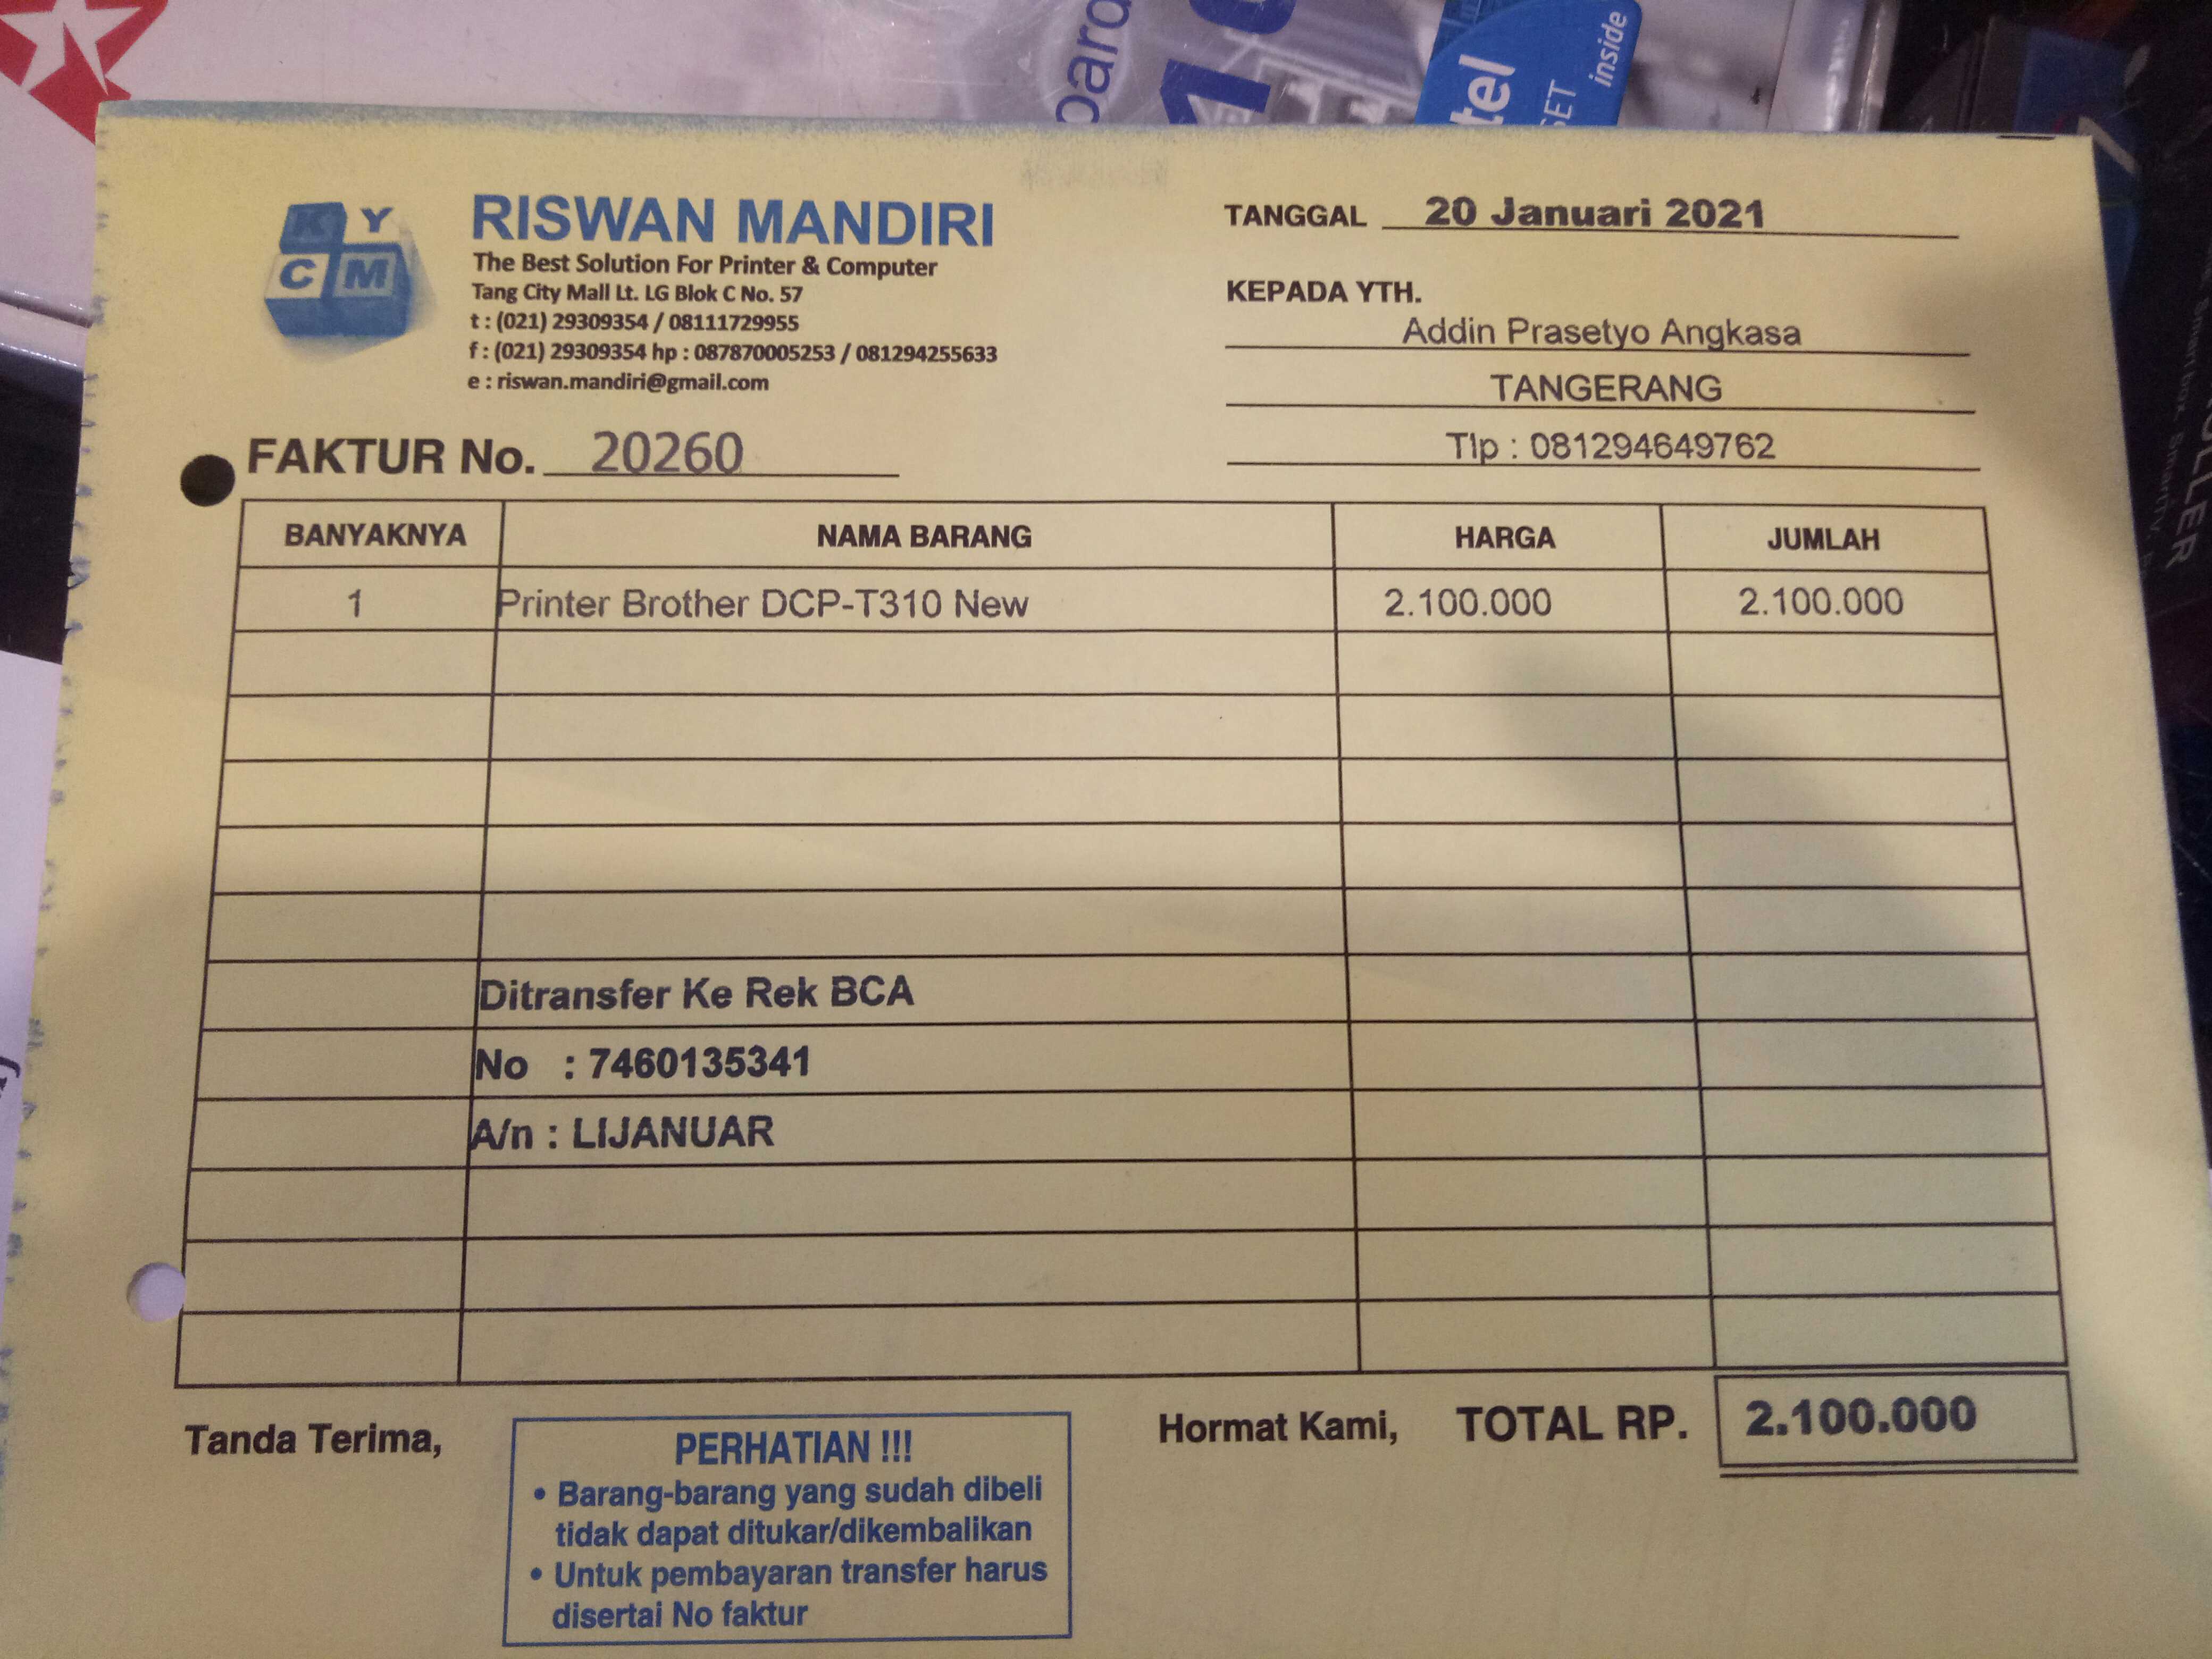 board
tel
SET
inside
K Y
C M
RISWAN MANDIRI
The Best Solution For Printer & Computer
Tang City Mall Lt. LG Blok C No. 57
t : (021) 29309354 / 08111729955
f : (021) 29309354 hp : 087870005253 / 081294255633
e : riswan.mandiri@gmail.com
TANGGAL 20 Januari 2021
KEPADA YTH.
Addin Prasetyo Angkasa
TANGERANG
Tlp : 081294649762
FAKTUR No. 20260
BANYAKNYA NAMA BARANG HARGA JUMLAH
1 Printer Brother DCP-T310 New 2.100.000 2.100.000
Ditransfer Ke Rek BCA
No : 7460135341
A/n : LIJANUAR
Tanda Terima,
Hormat Kami, TOTAL RP. 2.100.000
PERHATIAN !!!
• Barang-barang yang sudah dibeli
tidak dapat ditukar/dikembalikan
• Untuk pembayaran transfer harus
disertai No faktur